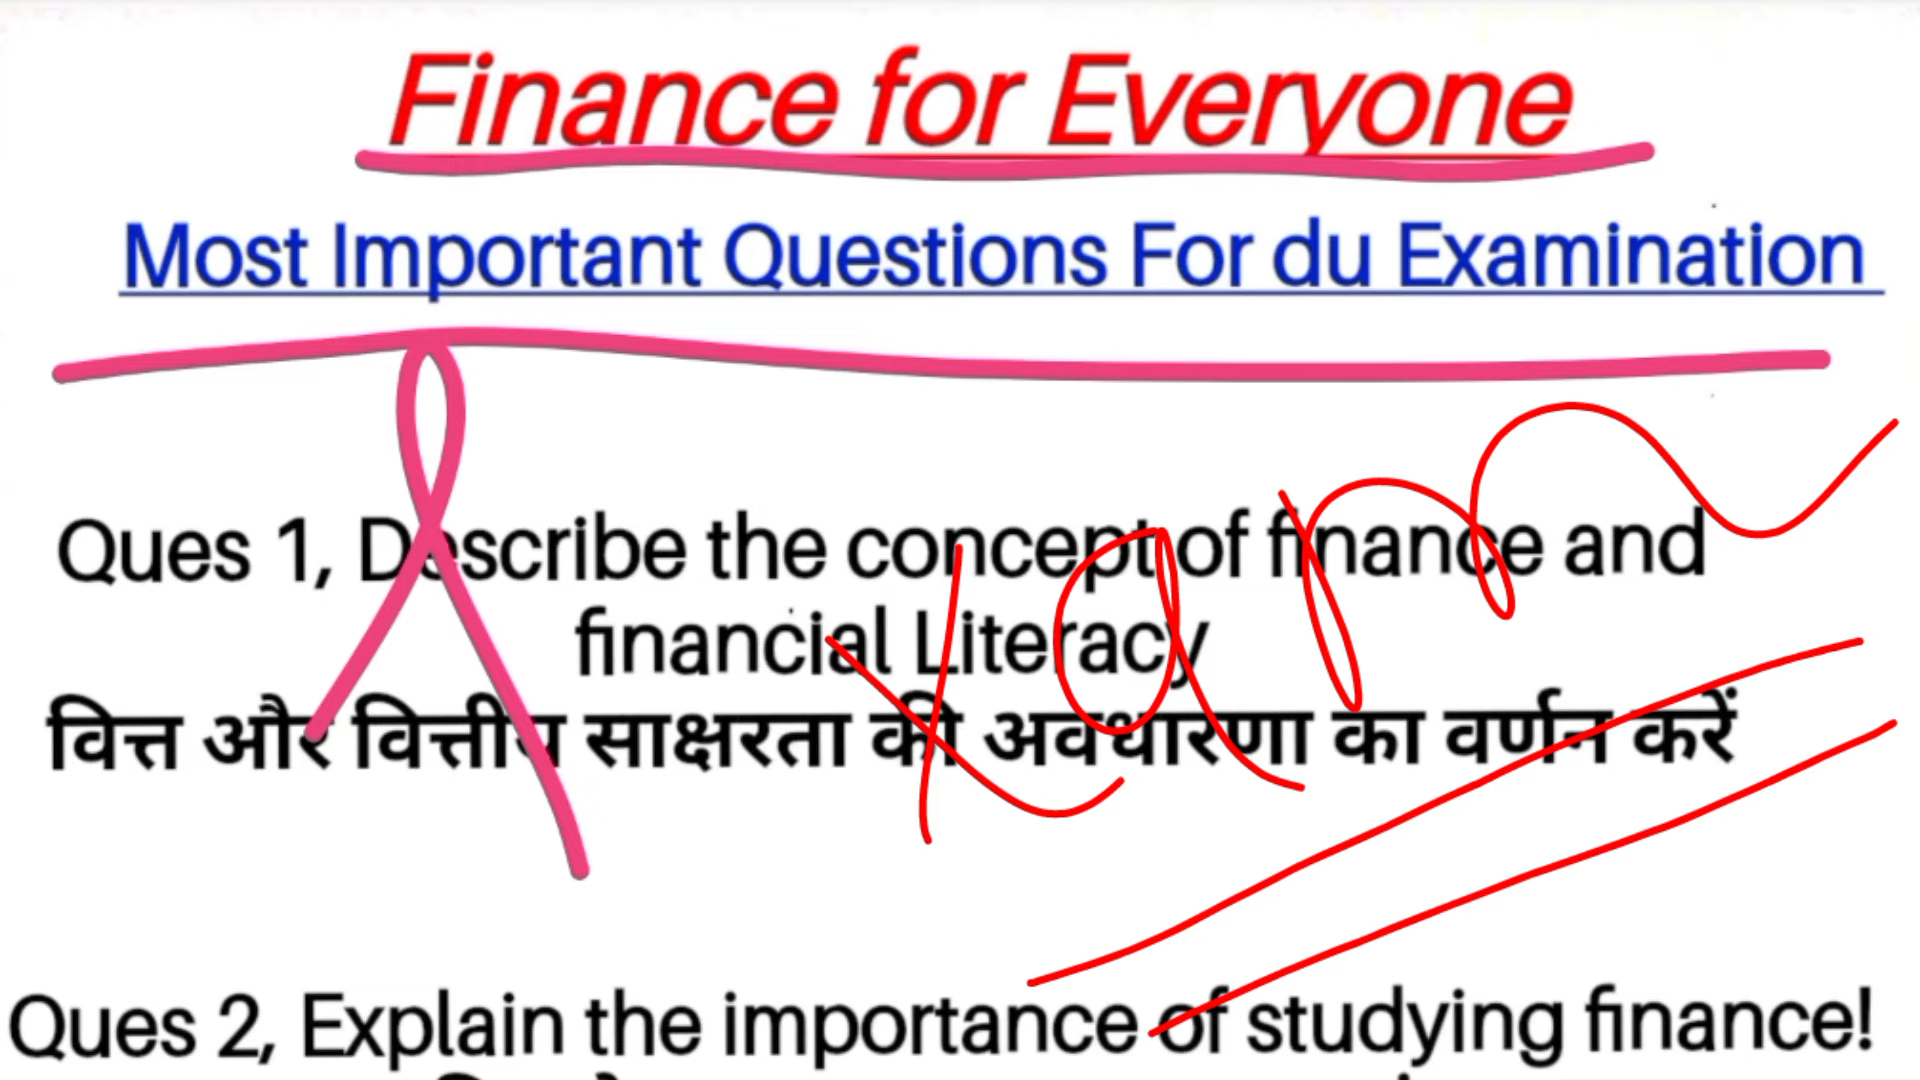 Finance for Everyone
Most Important Questions For du Examination
Ques 1, Describe the concept of finance and
financial Literacy
वित्त और वित्तीय साक्षरता की अवधारणा का वर्णन करें
xam
Ques 2, Explain the importance of studying finance!